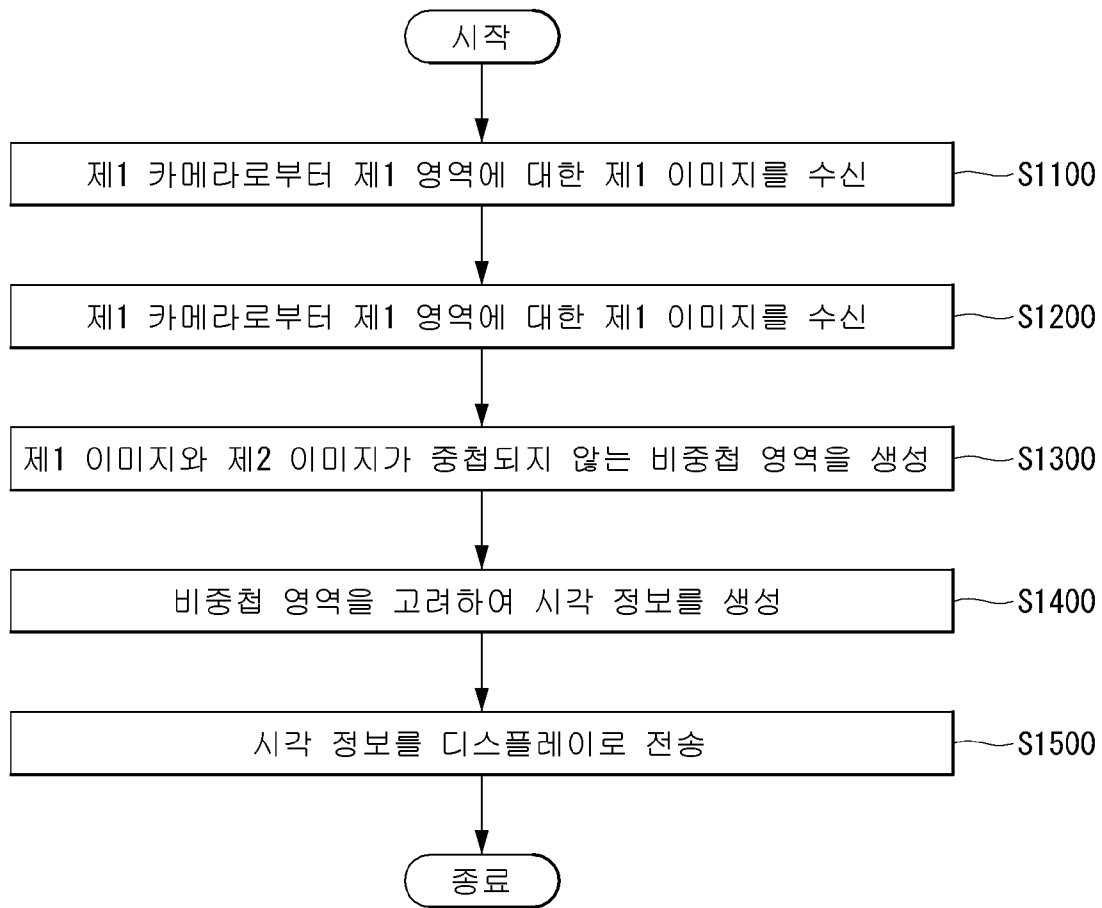 시작
제1 카메라로부터 제1 영역에 대한 제1 이미지를 수신
S1100
제1 카메라로부터 제1 영역에 대한 제1 이미지를 수신
S1200
제1 이미지와 제2 이미지가 중첩되지 않는 비중첩 영역을 생성
S1300
비중첩 영역을 고려하여 시각 정보를 생성
S1400
시각 정보를 디스플레이로 전송
S1500
종료